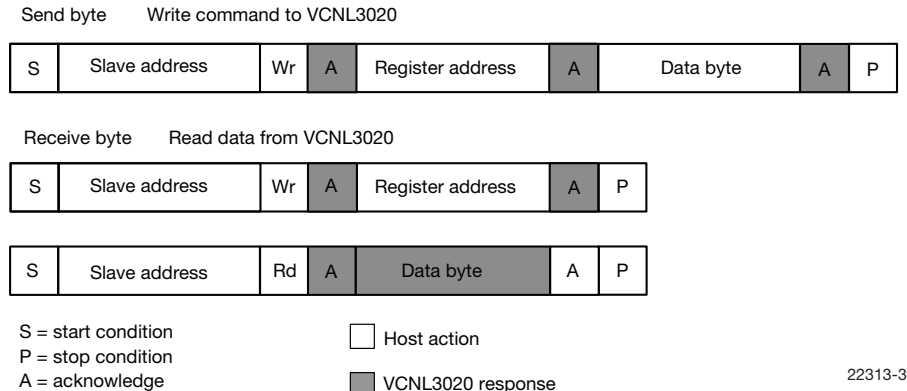 Send byte Write command to VCNL3020
S Slave address Wr A Register address A Data byte A P
Receive byte Read data from VCNL3020
S Slave address Wr A Register address A P
S Slave address Rd A Data byte A P
S = start condition
P = stop condition
A = acknowledge
Host action
VCNL3020 response
22313-3